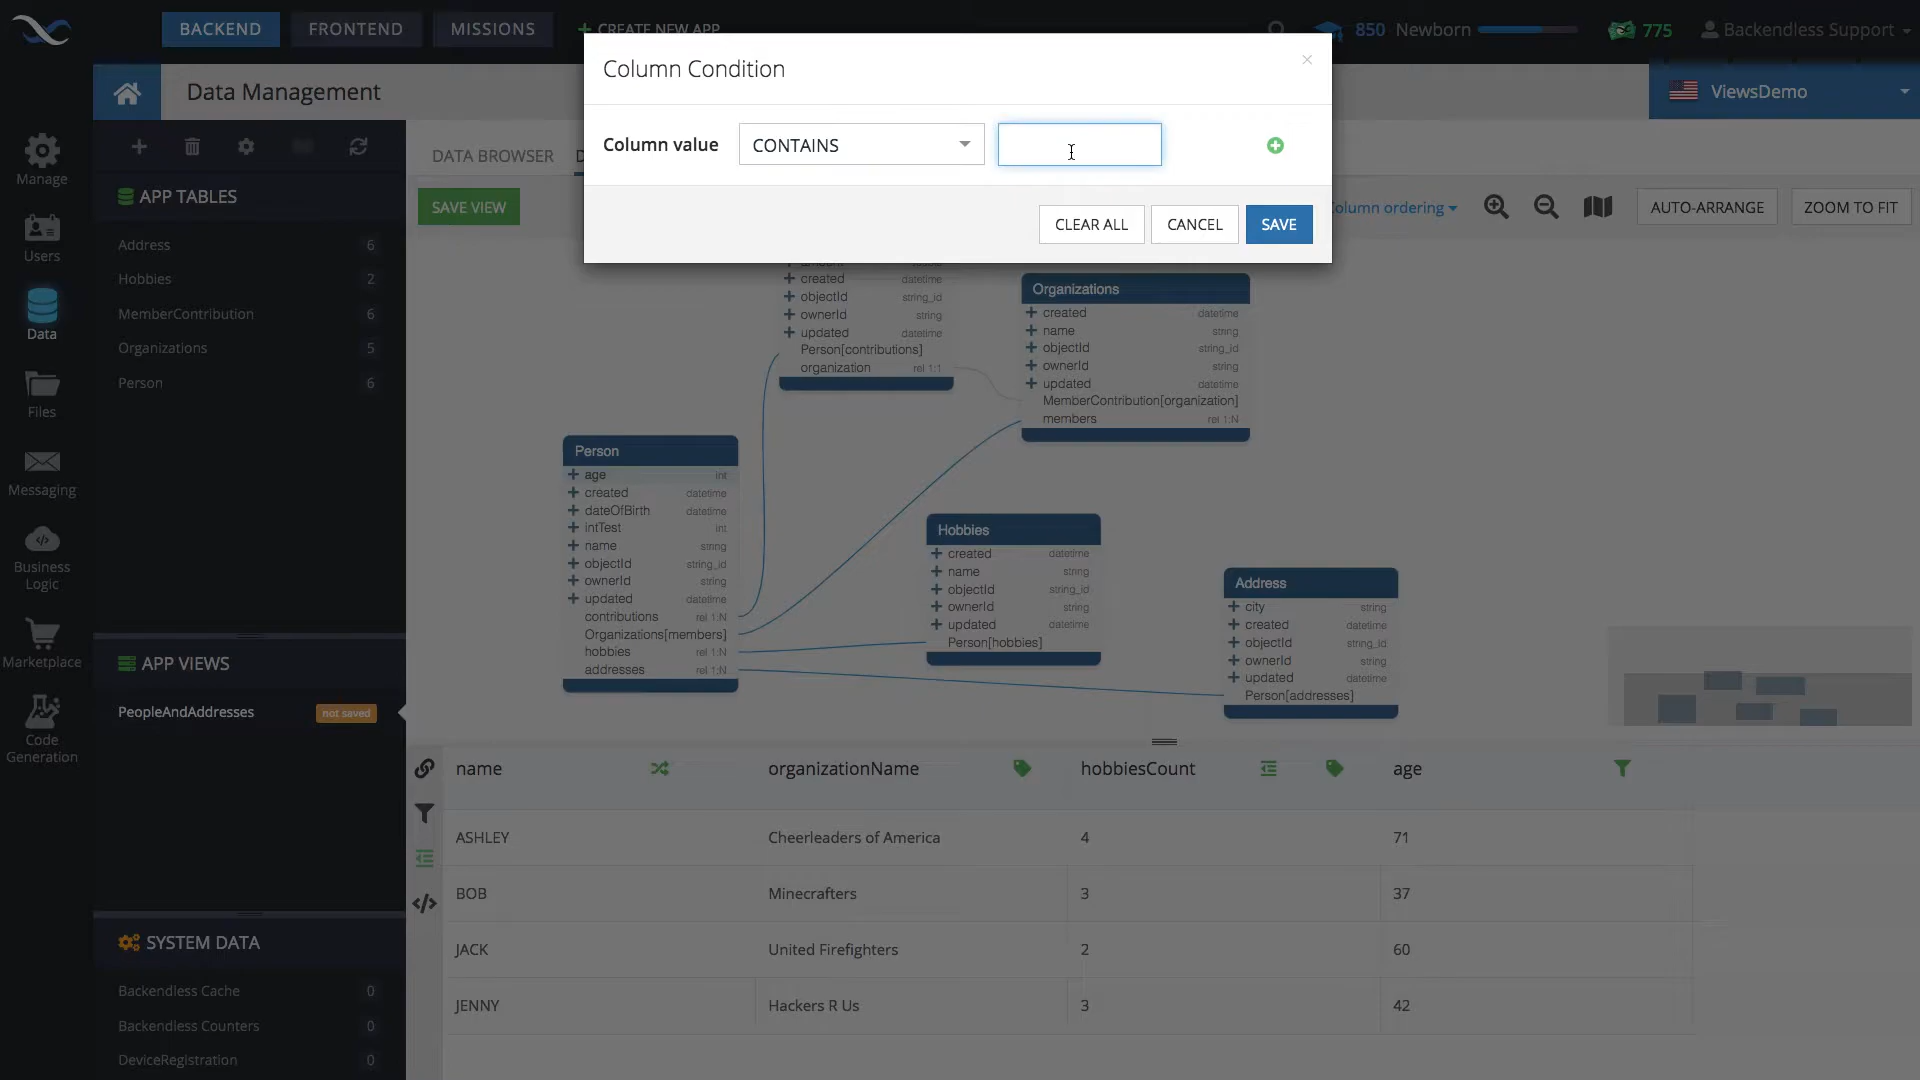 BACKEND
FRONTEND
MISSIONS
CREATE NEW APP
850 Newborn
775
Backendless Support
Data Management
ViewsDemo
Column Condition
×
Column value
CONTAINS
CLEAR ALL
CANCEL
SAVE
Manage
Users
Data
Files
Messaging
Business
Logic
Marketplace
Code
Generation
APP TABLES
Address 6
Hobbies 2
MemberContribution 6
Organizations 5
Person 6
APP VIEWS
PeopleAndAddresses not saved
SYSTEM DATA
Backendless Cache 0
Backendless Counters 0
DeviceRegistration 0
DATA BROWSER
SAVE VIEW
olumn ordering
AUTO-ARRANGE
ZOOM TO FIT
created datetime
objectId string_id
ownerId string
updated datetime
Person[contributions]
organization rel 1:1
Organizations
created datetime
name string
objectId string_id
ownerId string
updated datetime
MemberContribution[organization]
members rel 1:N
Person
age int
created datetime
dateOfBirth datetime
intTest int
name string
objectId string_id
ownerId string
updated datetime
contributions rel 1:N
Organizations[members]
hobbies rel 1:N
addresses rel 1:N
Hobbies
created datetime
name string
objectId string_id
ownerId string
updated datetime
Person[hobbies]
Address
city string
created datetime
objectId string_id
ownerId string
updated datetime
Person[addresses]
name organizationName hobbiesCount age
ASHLEY Cheerleaders of America 4 71
BOB Minecrafters 3 37
JACK United Firefighters 2 60
JENNY Hackers R Us 3 42